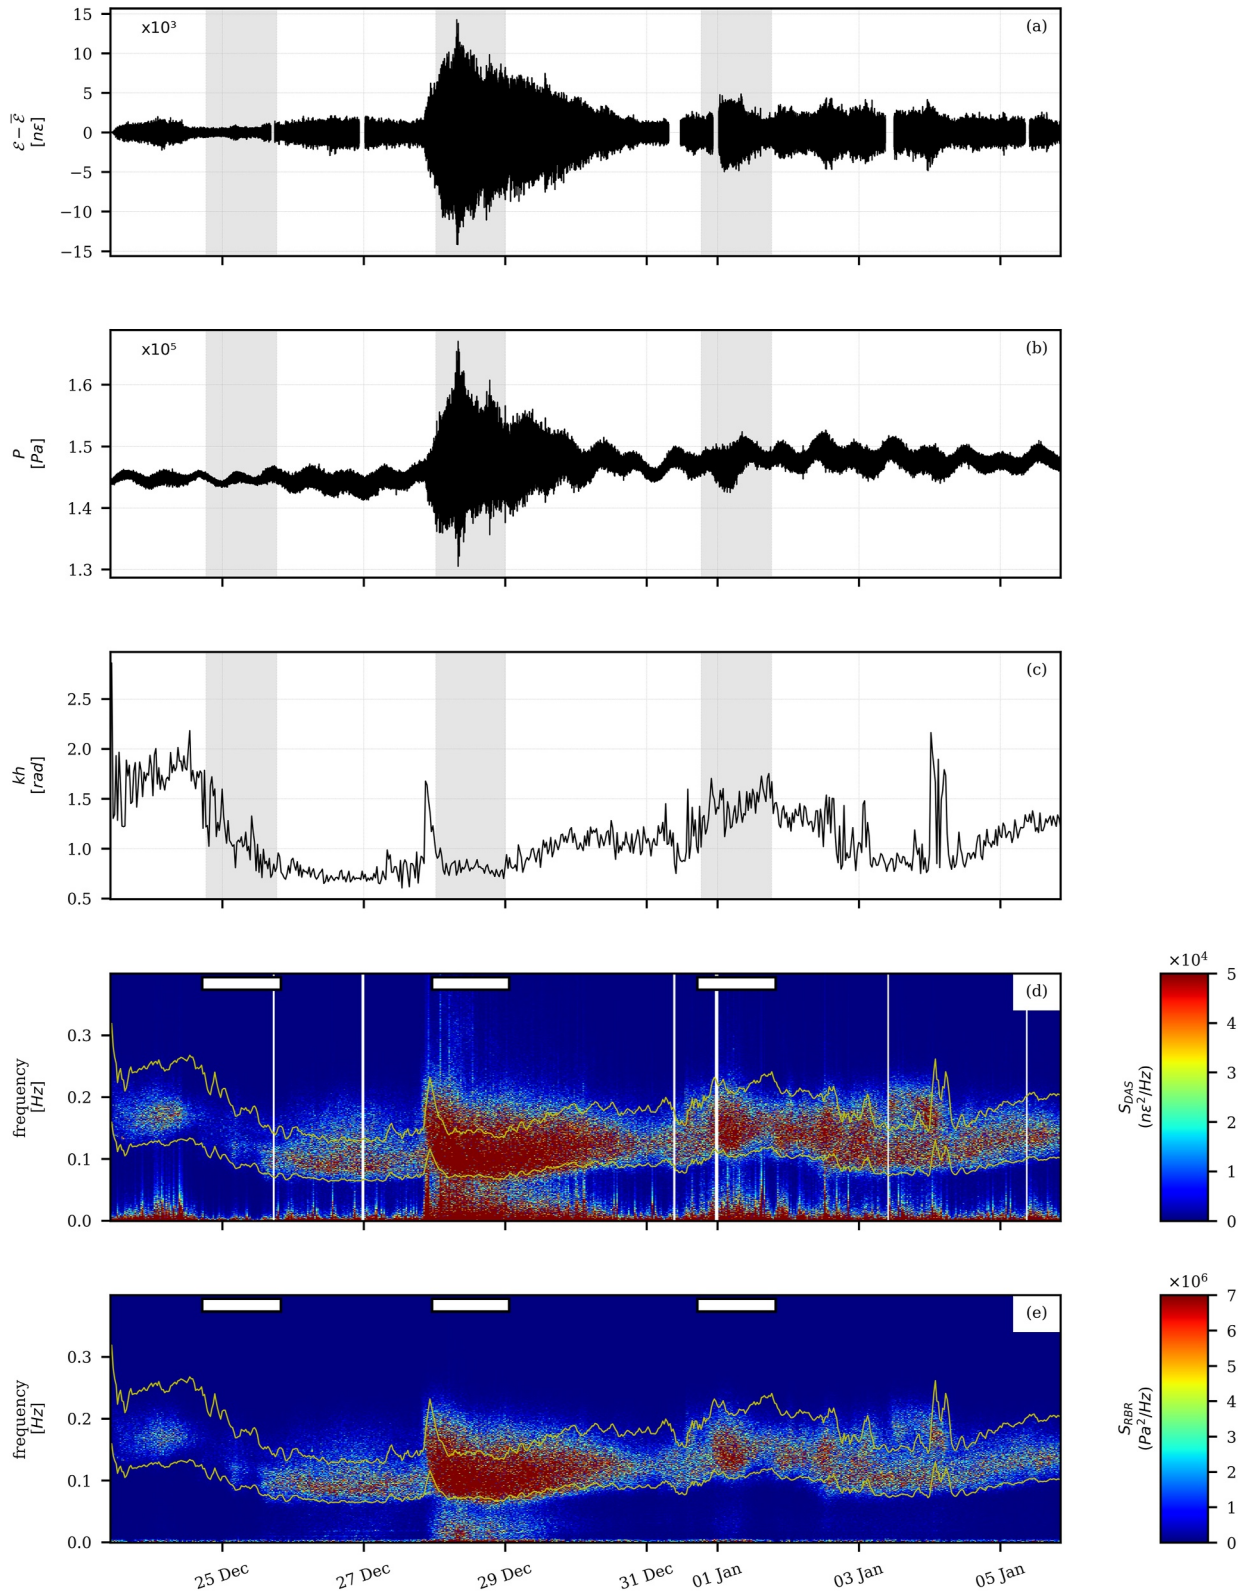 x10³
(a)
15
10
5
0
−5
−10
−15
ℰ − ℰ̅
[nε]
x10⁵
(b)
1.6
1.5
1.4
1.3
P
[Pa]
(c)
2.5
2.0
1.5
1.0
0.5
kh
[rad]
(d)
0.3
0.2
0.1
0.0
frequency
[Hz]
×10⁴
5
4
3
2
1
0
S_DAS
(nε²/Hz)
(e)
0.3
0.2
0.1
0.0
frequency
[Hz]
×10⁶
7
6
5
4
3
2
1
0
S_RBR
(Pa²/Hz)
25 Dec
27 Dec
29 Dec
31 Dec
01 Jan
03 Jan
05 Jan